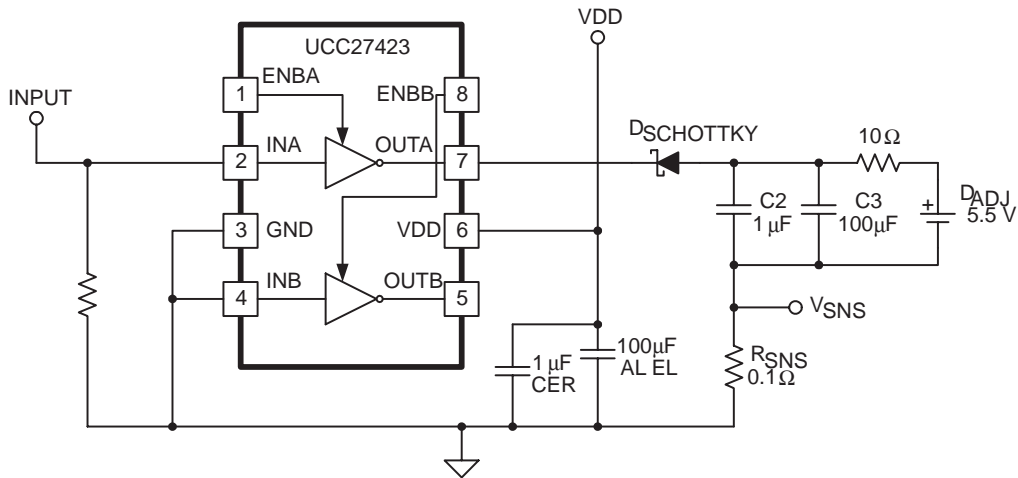 VDD
UCC27423
INPUT
ENBA
1
ENBB
8
INA
2
OUTA
7
DSCHOTTKY
10Ω
GND
3
VDD
6
C2
1 μF
C3
100μF
+
DADJ
5.5 V
INB
4
OUTB
5
VSNS
1 μF
CER
100μF
AL EL
RSNS
0.1Ω